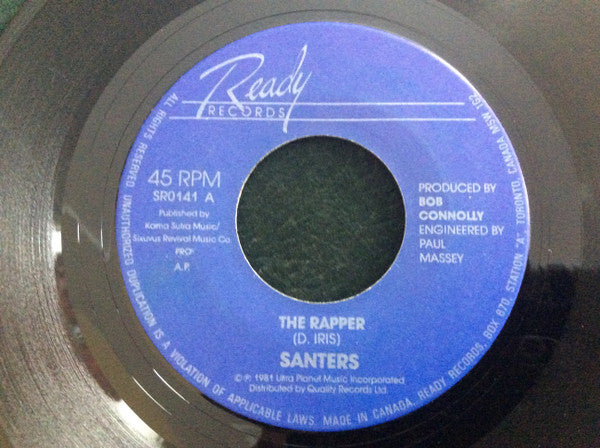 Ready
RECORDS
45 RPM
SR0141 A
Published by
Kama Sutra Music/
Sixuvus Revival Music Co
PRO
A.P.
PRODUCED BY
BOB
CONNOLLY
ENGINEERED BY
PAUL
MASSEY
THE RAPPER
(D. IRIS)
SANTERS
© ℗ 1981 Ultra Planet Music Incorporated
Distributed by Quality Records Ltd
ALL RIGHTS RESERVED. UNAUTHORIZED DUPLICATION IS A VIOLATION OF APPLICABLE LAWS. MADE IN CANADA. READY RECORDS, BOX 670, STATION "A" TORONTO, CANADA M5W 1G2